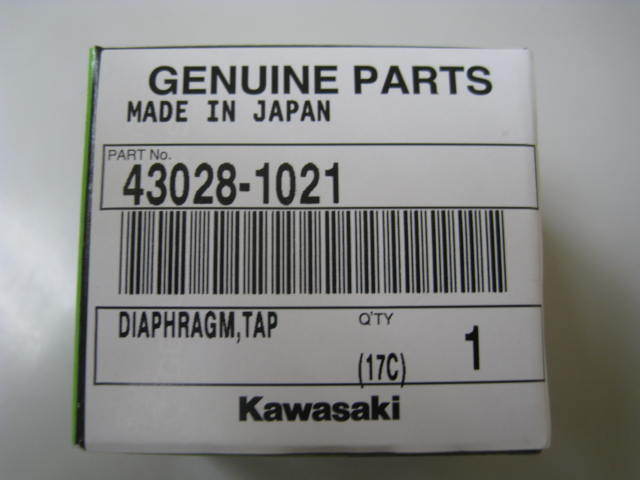 GENUINE PARTS
MADE IN JAPAN
PART No.
43028-1021
DIAPHRAGM,TAP
Q'TY
(17C) 1
Kawasaki